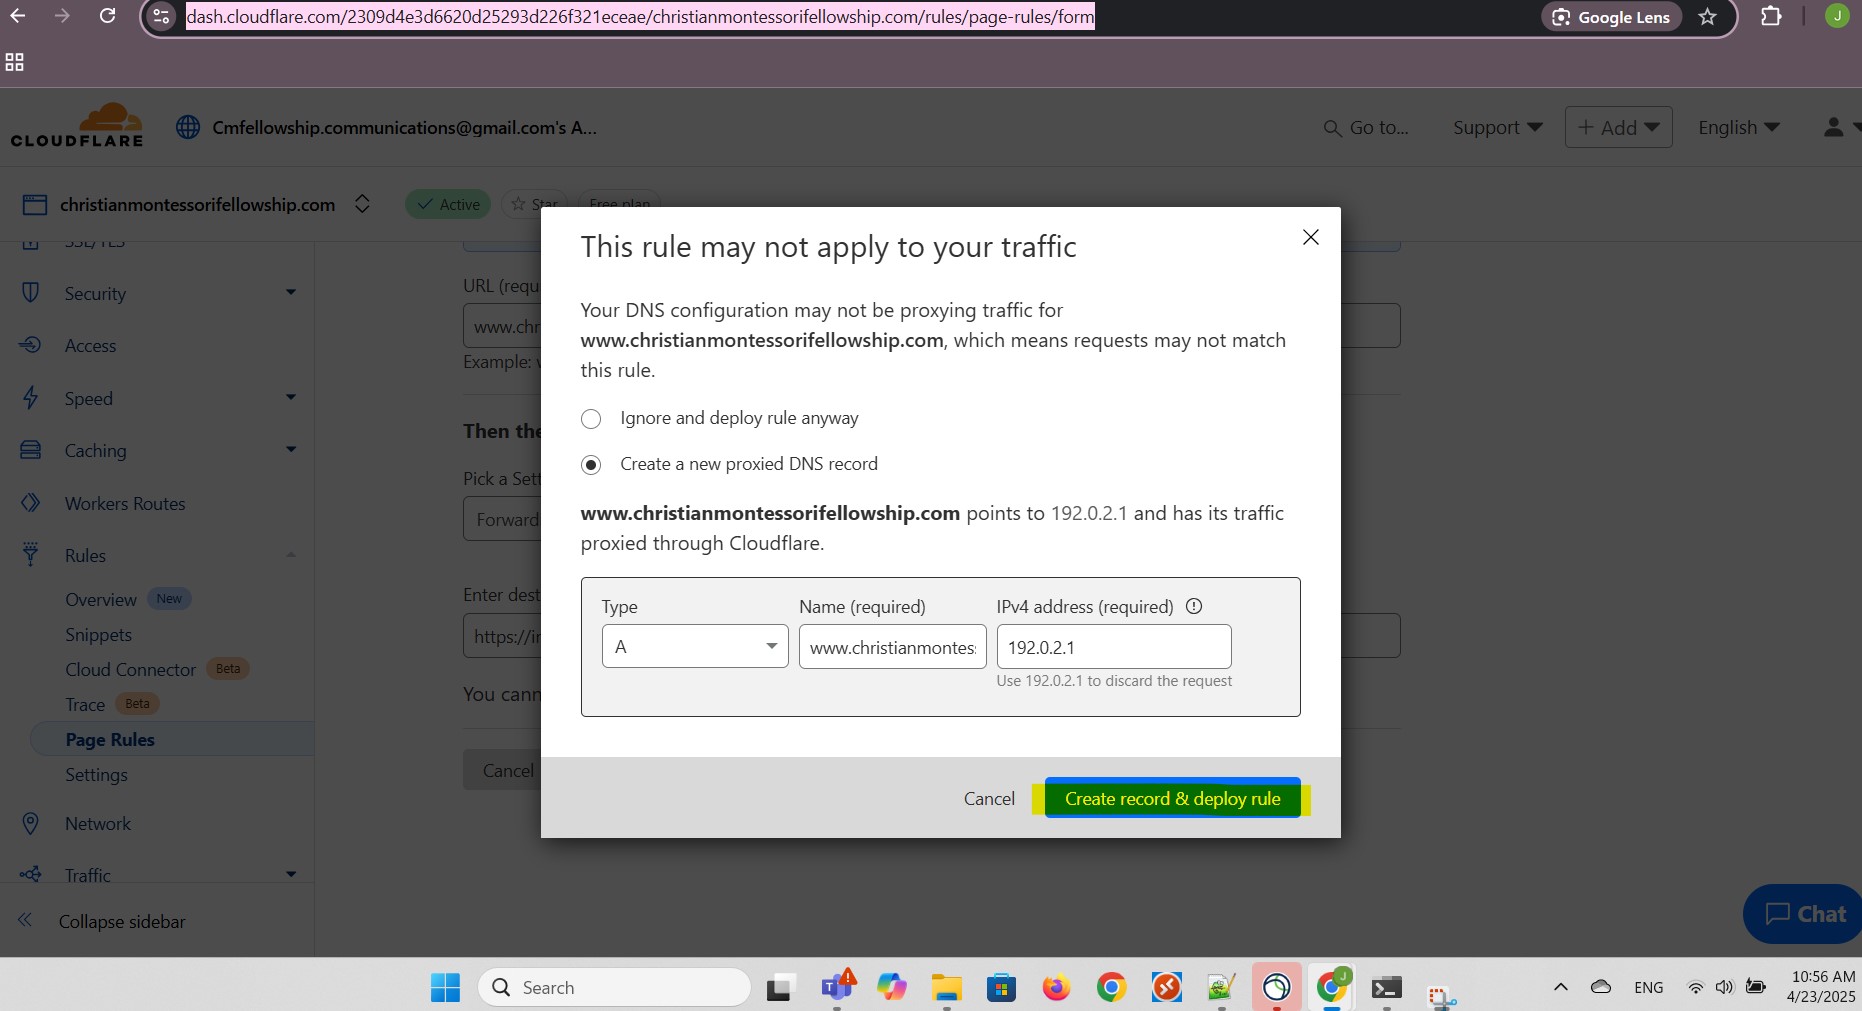 dash.cloudflare.com/2309d4e3d6620d25293d226f321eceae/christianmontessorifellowship.com/rules/page-rules/form
Google Lens
J
CLOUDFLARE
Cmfellowship.communications@gmail.com's A...
Go to...
Support
+ Add
English
christianmontessorifellowship.com
Active
Star
Free plan
SSL/TLS
Security
Access
Speed
Caching
Workers Routes
Rules
Overview New
Snippets
Cloud Connector Beta
Trace Beta
Page Rules
Settings
Network
Traffic
Collapse sidebar
URL (requ
www.chr
Example:
Then the
Pick a Sett
Forward
Enter dest
https://
You cann
Cancel
This rule may not apply to your traffic
Your DNS configuration may not be proxying traffic for
www.christianmontessorifellowship.com, which means requests may not match
this rule.
Ignore and deploy rule anyway
Create a new proxied DNS record
www.christianmontessorifellowship.com points to 192.0.2.1 and has its traffic
proxied through Cloudflare.
Type
Name (required)
IPv4 address (required)
A
www.christianmontes
192.0.2.1
Use 192.0.2.1 to discard the request
Cancel
Create record & deploy rule
Chat
Search
ENG
10:56 AM
4/23/2025